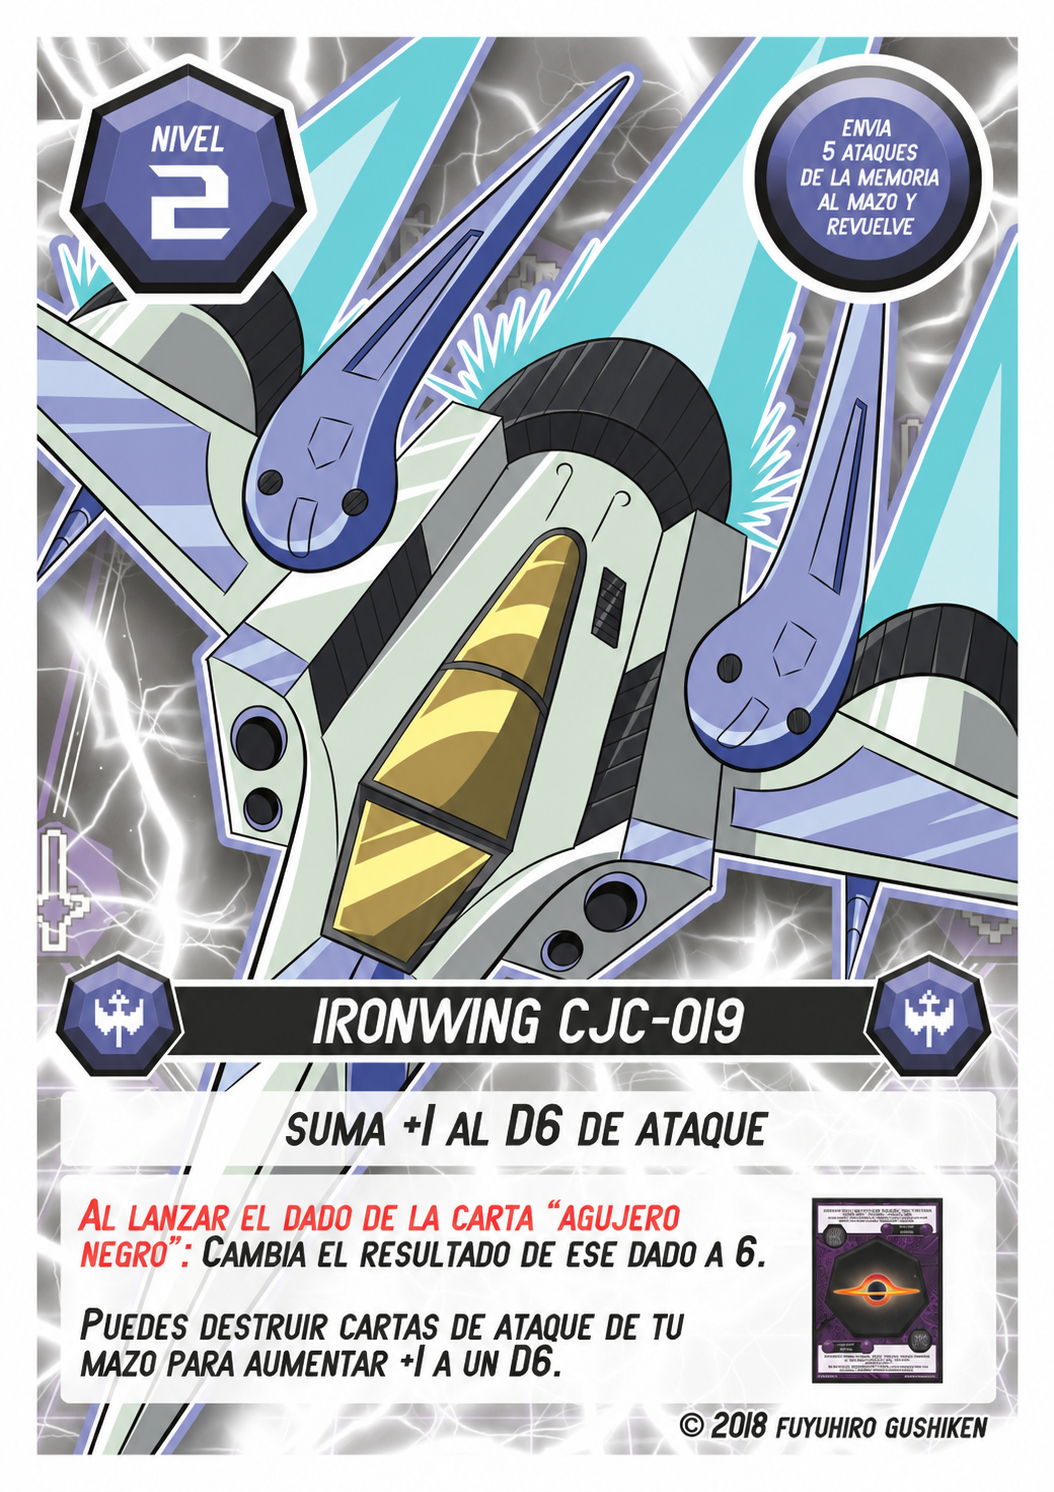 NIVEL
2
ENVIA
5 ATAQUES
DE LA MEMORIA
AL MAZO Y
REVUELVE
IRONWING CJC-019
SUMA +1 AL D6 DE ATAQUE
AL LANZAR EL DADO DE LA CARTA “AGUJERO
NEGRO”: CAMBIA EL RESULTADO DE ESE DADO A 6.
PUEDES DESTRUIR CARTAS DE ATAQUE DE TU
MAZO PARA AUMENTAR +1 A UN D6.
© 2018 FUYUHIRO GUSHIKEN